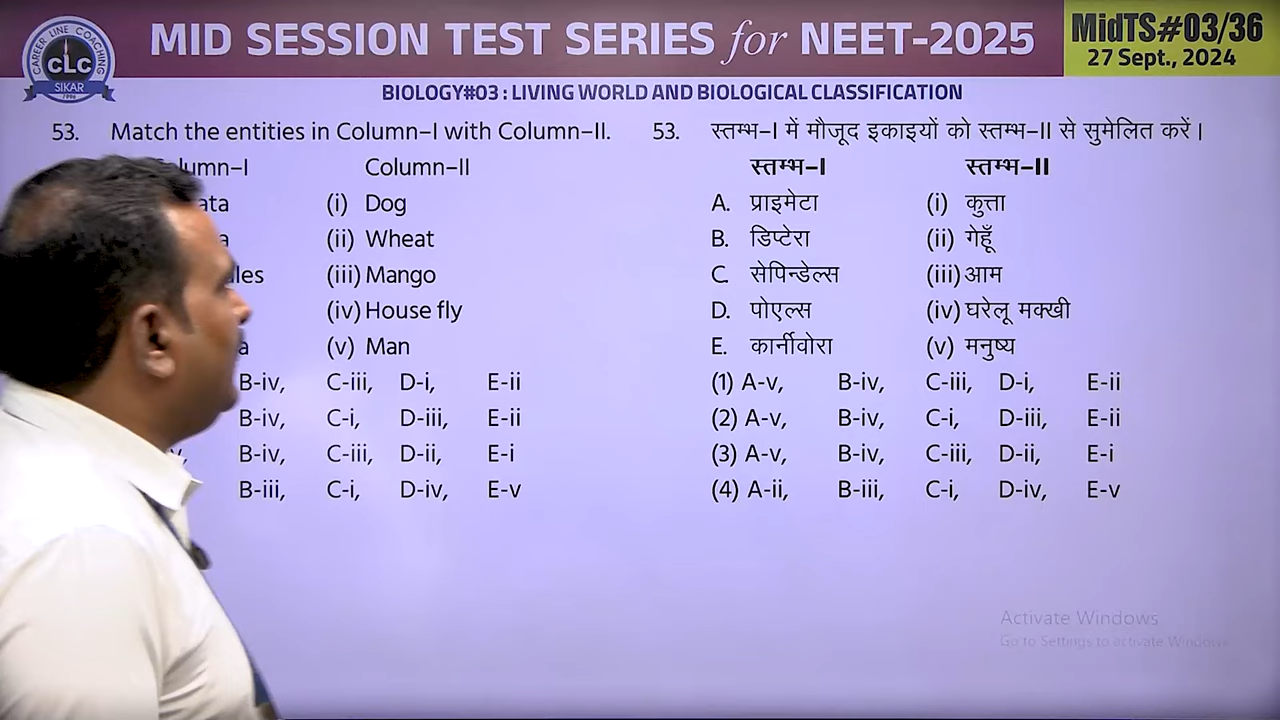 MID SESSION TEST SERIES for NEET-2025
MidTS#03/36
27 Sept., 2024
CAREER LINE COACHING
CLC
SIKAR
BIOLOGY#03 : LIVING WORLD AND BIOLOGICAL CLASSIFICATION
53. Match the entities in Column-I with Column-II.
umn-I Column-II
ata (i) Dog
a (ii) Wheat
les (iii) Mango
(iv) House fly
a (v) Man
B-iv, C-iii, D-i, E-ii
B-iv, C-i, D-iii, E-ii
v, B-iv, C-iii, D-ii, E-i
B-iii, C-i, D-iv, E-v
53. स्तम्भ-I में मौजूद इकाइयों को स्तम्भ-II से सुमेलित करें।
स्तम्भ-I स्तम्भ-II
A. प्राइमेटा (i) कुत्ता
B. डिप्टेरा (ii) गेहूँ
C. सेपिन्डेल्स (iii) आम
D. पोएल्स (iv) घरेलू मक्खी
E. कार्नीवोरा (v) मनुष्य
(1) A-v, B-iv, C-iii, D-i, E-ii
(2) A-v, B-iv, C-i, D-iii, E-ii
(3) A-v, B-iv, C-iii, D-ii, E-i
(4) A-ii, B-iii, C-i, D-iv, E-v
Activate Windows
Go to Settings to activate Windows.